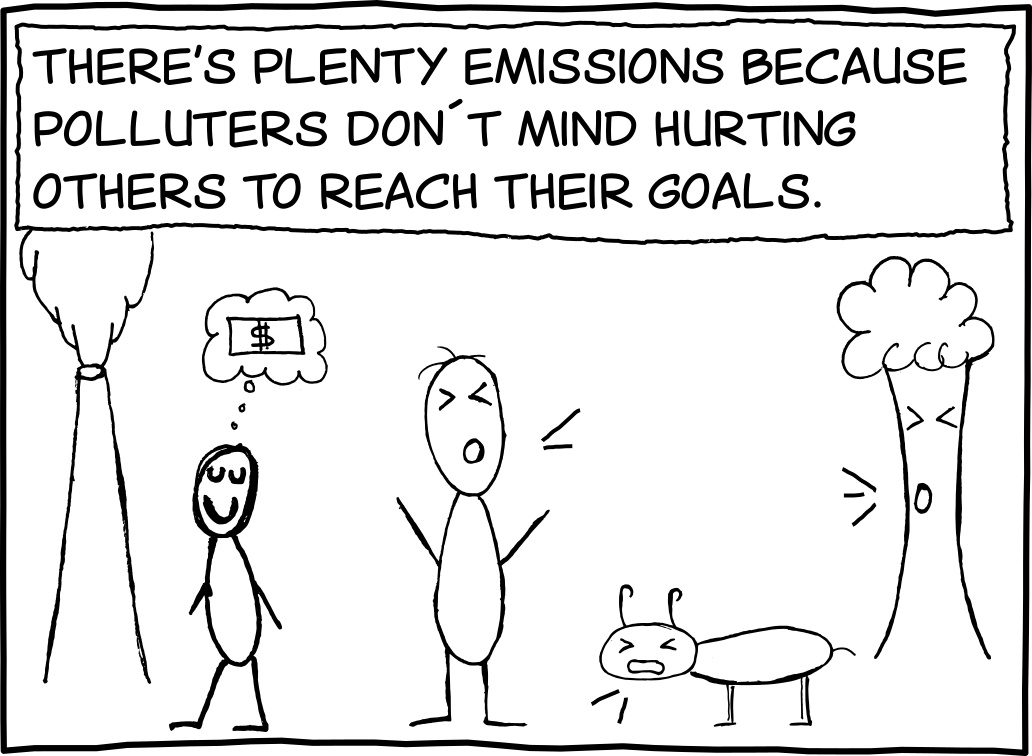 THERE'S PLENTY EMISSIONS BECAUSE
POLLUTERS DON´T MIND HURTING
OTHERS TO REACH THEIR GOALS.
$